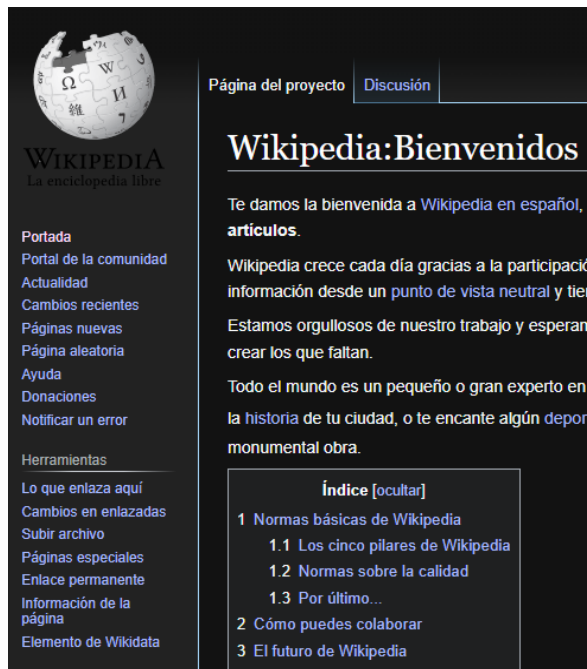 Ω
W
И
維
7
WIKIPEDIA
La enciclopedia libre
Portada
Portal de la comunidad
Actualidad
Cambios recientes
Páginas nuevas
Página aleatoria
Ayuda
Donaciones
Notificar un error
Herramientas
Lo que enlaza aquí
Cambios en enlazadas
Subir archivo
Páginas especiales
Enlace permanente
Información de la
página
Elemento de Wikidata
Página del proyecto Discusión
Wikipedia:Bienvenidos
Te damos la bienvenida a Wikipedia en español,
artículos.
Wikipedia crece cada día gracias a la participació
información desde un punto de vista neutral y tie
Estamos orgullosos de nuestro trabajo y esperan
crear los que faltan.
Todo el mundo es un pequeño o gran experto en
la historia de tu ciudad, o te encante algún depor
monumental obra.
Índice [ocultar]
1 Normas básicas de Wikipedia
1.1 Los cinco pilares de Wikipedia
1.2 Normas sobre la calidad
1.3 Por último...
2 Cómo puedes colaborar
3 El futuro de Wikipedia